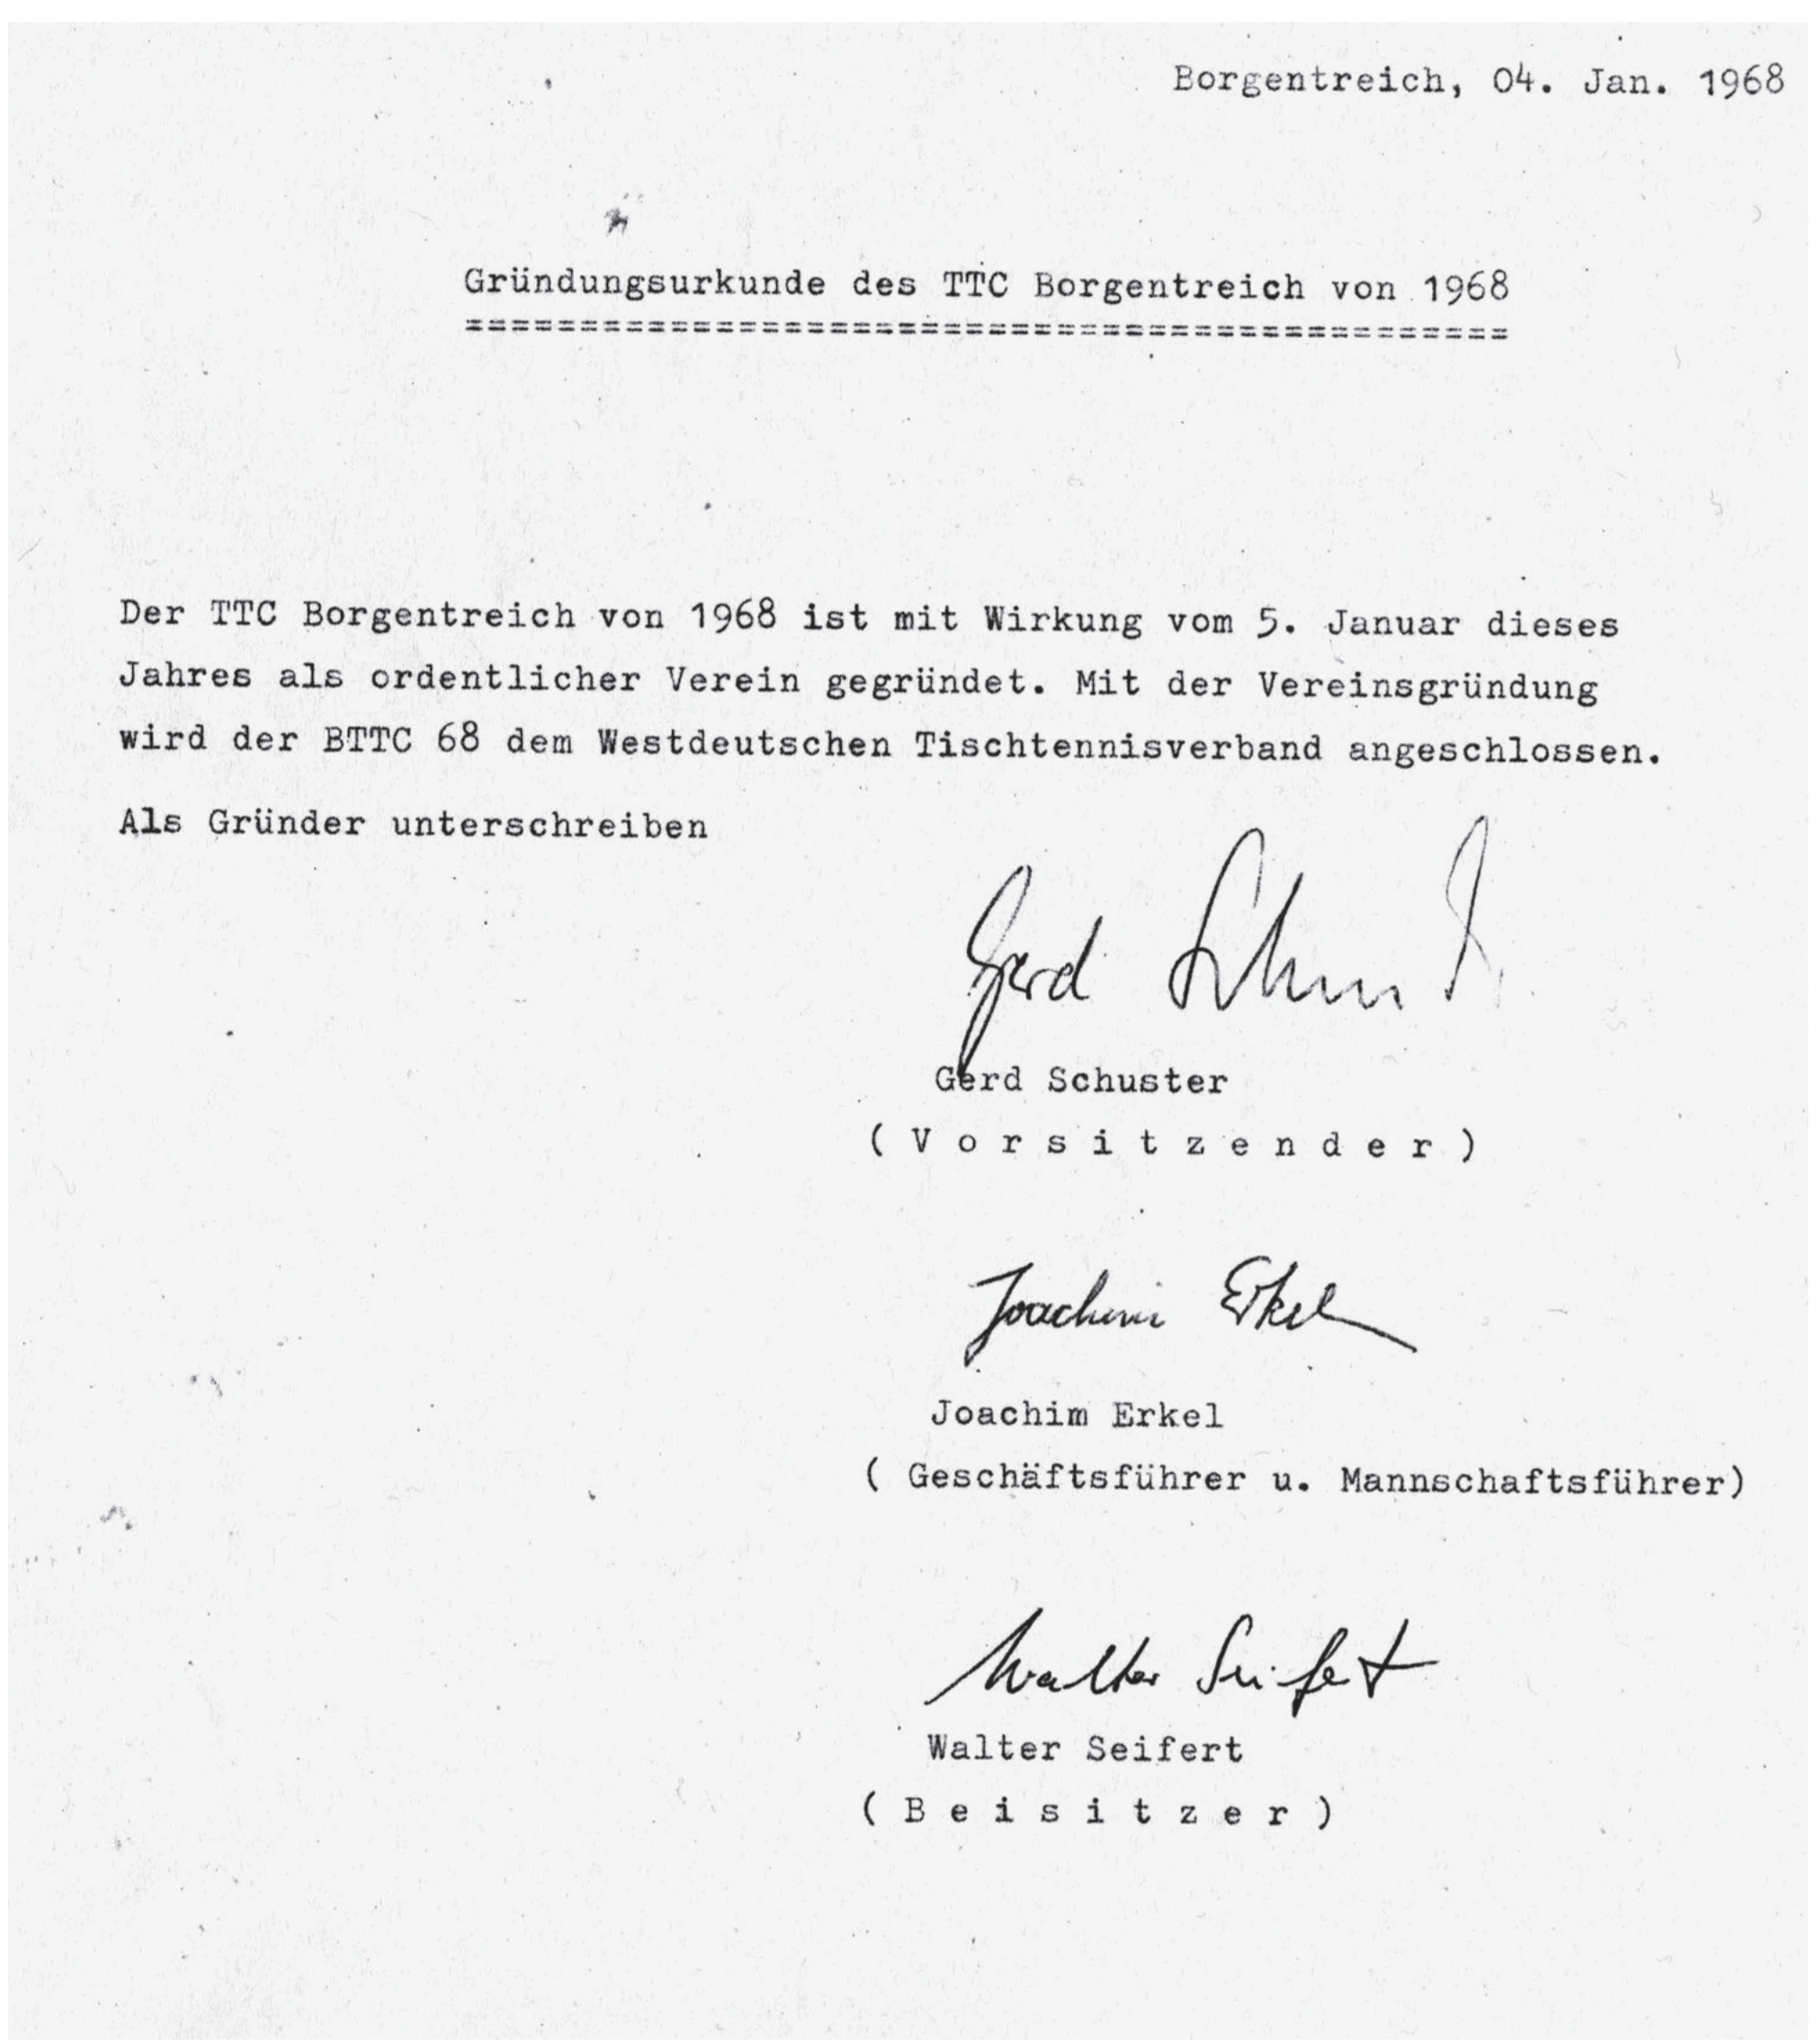 Borgentreich, 04. Jan. 1968
Gründungsurkunde des TTC Borgentreich von 1968
==============================================
Der TTC Borgentreich von 1968 ist mit Wirkung vom 5. Januar dieses
Jahres als ordentlicher Verein gegründet. Mit der Vereinsgründung
wird der BTTC 68 dem Westdeutschen Tischtennisverband angeschlossen.
Als Gründer unterschreiben
Gerd
Gerd Schuster
( V o r s i t z e n d e r )
Joachim Erkel
Joachim Erkel
( Geschäftsführer u. Mannschaftsführer)
Walter Seifert
Walter Seifert
( B e i s i t z e r )